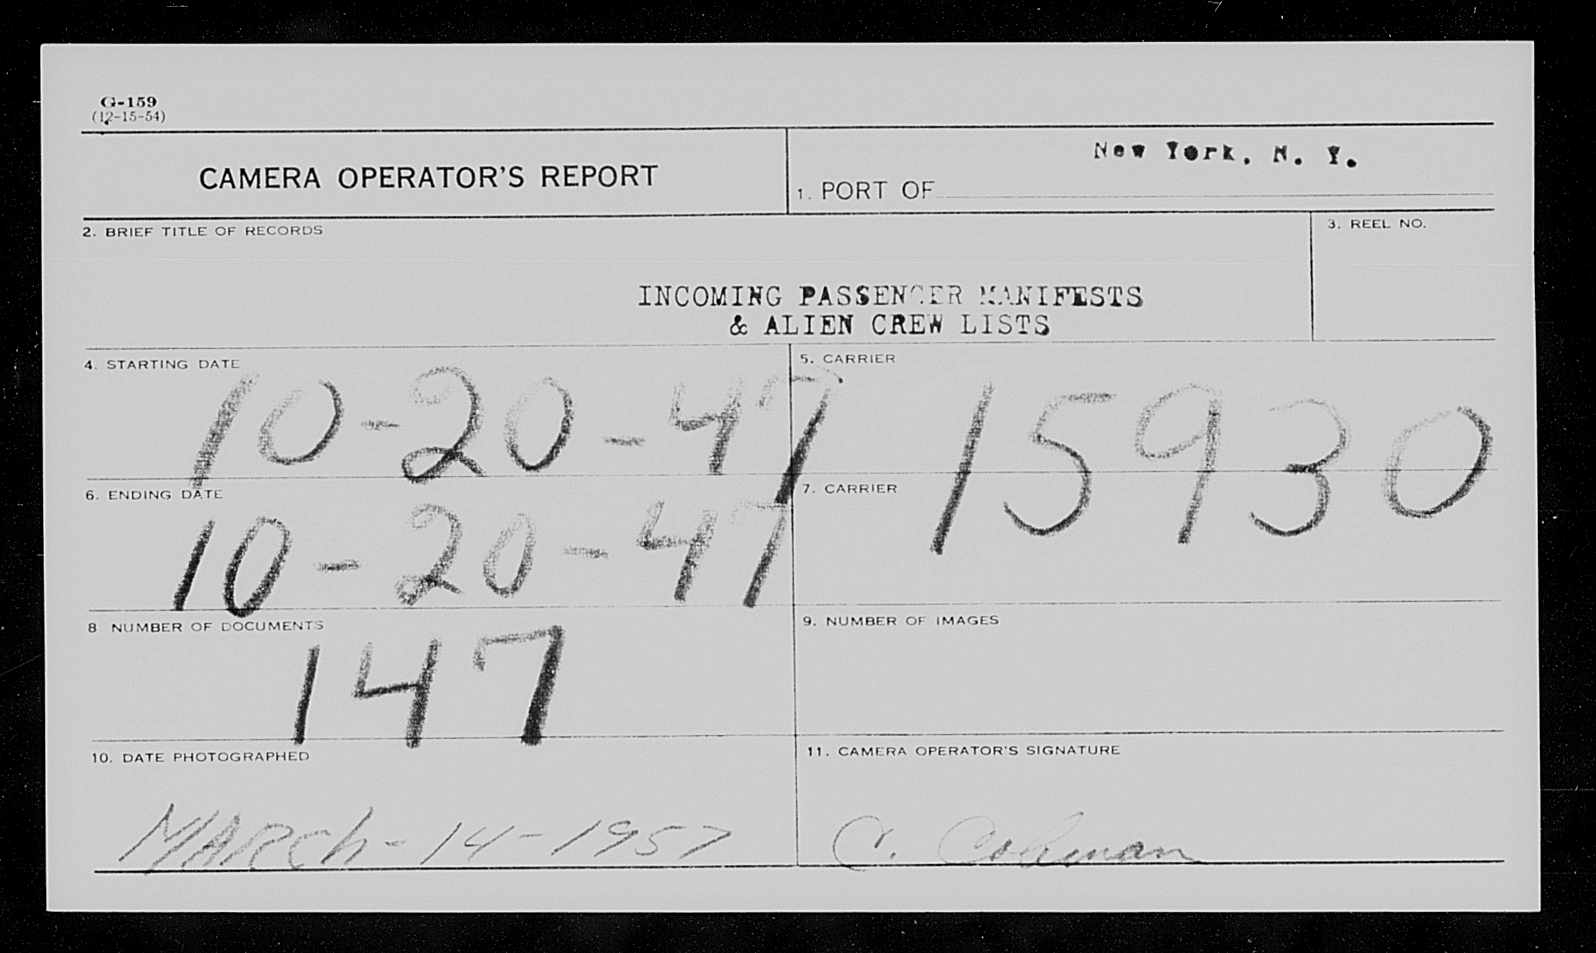 G-159
(12-15-54)
CAMERA OPERATOR'S REPORT
1. PORT OF New York, N. Y.
2. BRIEF TITLE OF RECORDS
3. REEL NO.
INCOMING PASSENGER MANIFESTS
& ALIEN CREW LISTS
4. STARTING DATE
10-20-47
5. CARRIER
15930
6. ENDING DATE
10-20-47
7. CARRIER
8 NUMBER OF DOCUMENTS
147
9. NUMBER OF IMAGES
10. DATE PHOTOGRAPHED
MARCh-14-1957
11. CAMERA OPERATOR'S SIGNATURE
C.